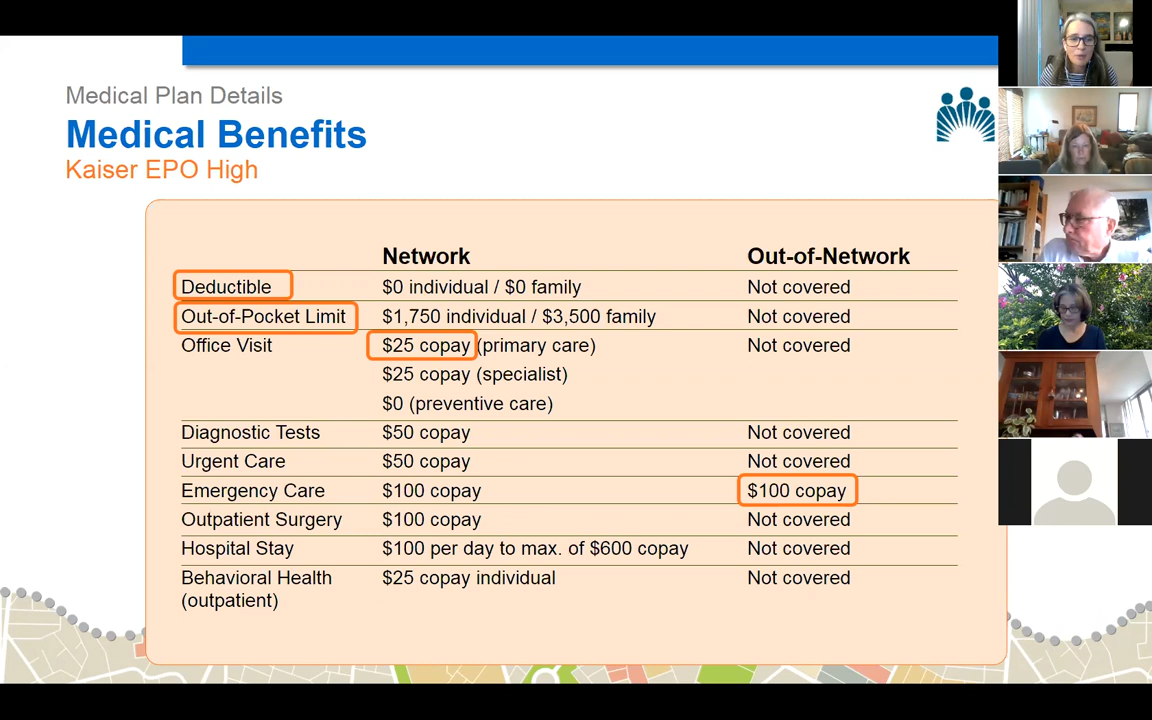 Medical Plan Details
Medical Benefits
Kaiser EPO High
Network Out-of-Network
Deductible $0 individual / $0 family Not covered
Out-of-Pocket Limit $1,750 individual / $3,500 family Not covered
Office Visit $25 copay (primary care) Not covered
$25 copay (specialist)
$0 (preventive care)
Diagnostic Tests $50 copay Not covered
Urgent Care $50 copay Not covered
Emergency Care $100 copay $100 copay
Outpatient Surgery $100 copay Not covered
Hospital Stay $100 per day to max. of $600 copay Not covered
Behavioral Health $25 copay individual Not covered
(outpatient)